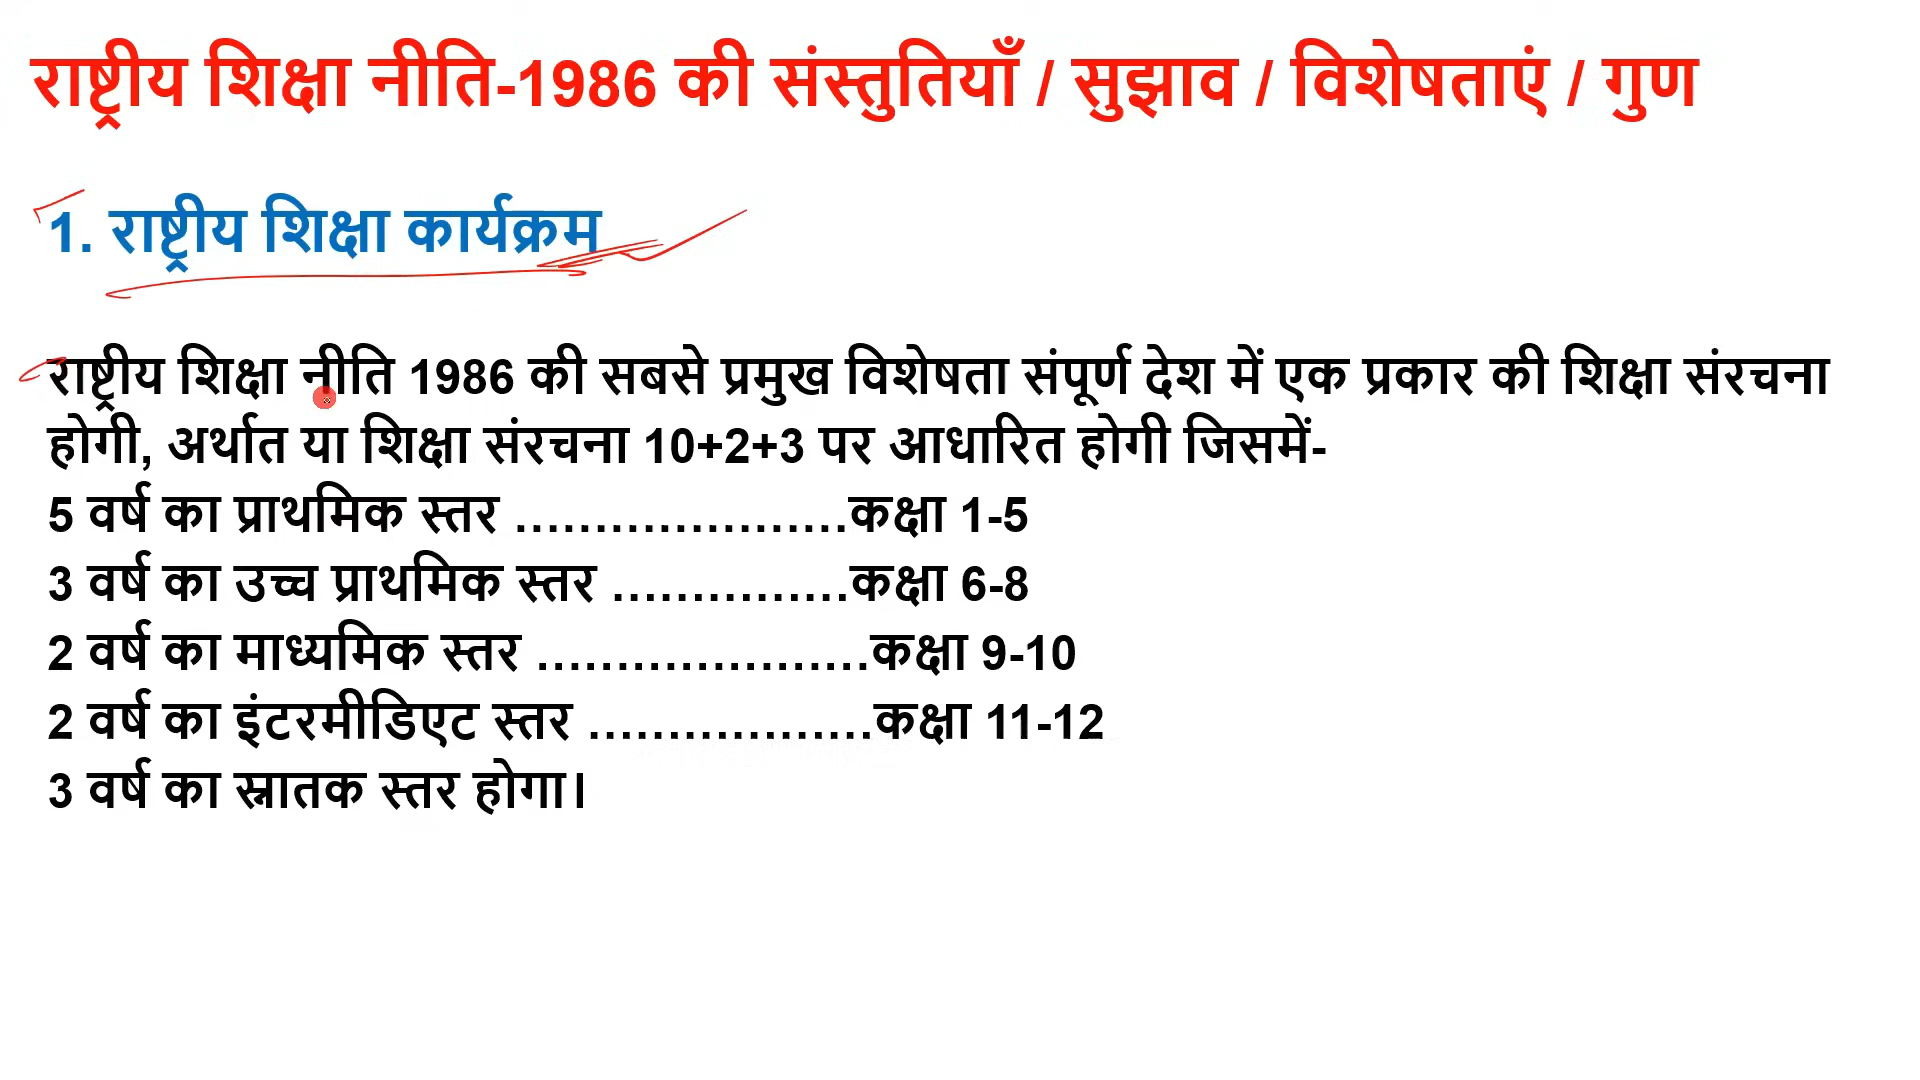 राष्ट्रीय शिक्षा नीति-1986 की संस्तुतियाँ / सुझाव / विशेषताएं / गुण
1. राष्ट्रीय शिक्षा कार्यक्रम
राष्ट्रीय शिक्षा नीति 1986 की सबसे प्रमुख विशेषता संपूर्ण देश में एक प्रकार की शिक्षा संरचना
होगी, अर्थात या शिक्षा संरचना 10+2+3 पर आधारित होगी जिसमें-
5 वर्ष का प्राथमिक स्तर .....................कक्षा 1-5
3 वर्ष का उच्च प्राथमिक स्तर ...............कक्षा 6-8
2 वर्ष का माध्यमिक स्तर .....................कक्षा 9-10
2 वर्ष का इंटरमीडिएट स्तर ..................कक्षा 11-12
3 वर्ष का स्नातक स्तर होगा।